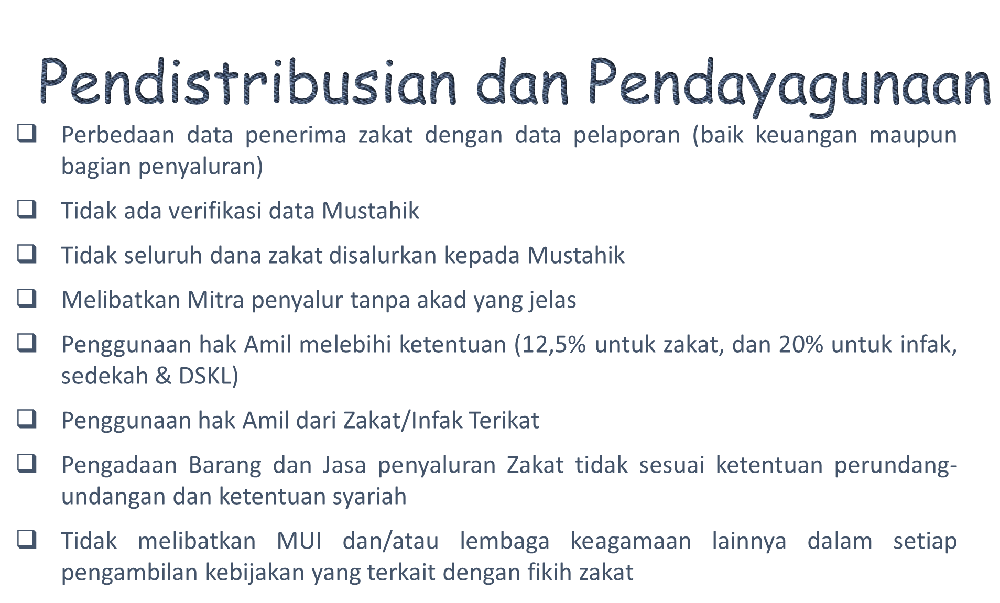 Pendistribusian dan Pendayagunaan
❑ Perbedaan data penerima zakat dengan data pelaporan (baik keuangan maupun
bagian penyaluran)
❑ Tidak ada verifikasi data Mustahik
❑ Tidak seluruh dana zakat disalurkan kepada Mustahik
❑ Melibatkan Mitra penyalur tanpa akad yang jelas
❑ Penggunaan hak Amil melebihi ketentuan (12,5% untuk zakat, dan 20% untuk infak,
sedekah & DSKL)
❑ Penggunaan hak Amil dari Zakat/Infak Terikat
❑ Pengadaan Barang dan Jasa penyaluran Zakat tidak sesuai ketentuan perundang-
undangan dan ketentuan syariah
❑ Tidak melibatkan MUI dan/atau lembaga keagamaan lainnya dalam setiap
pengambilan kebijakan yang terkait dengan fikih zakat